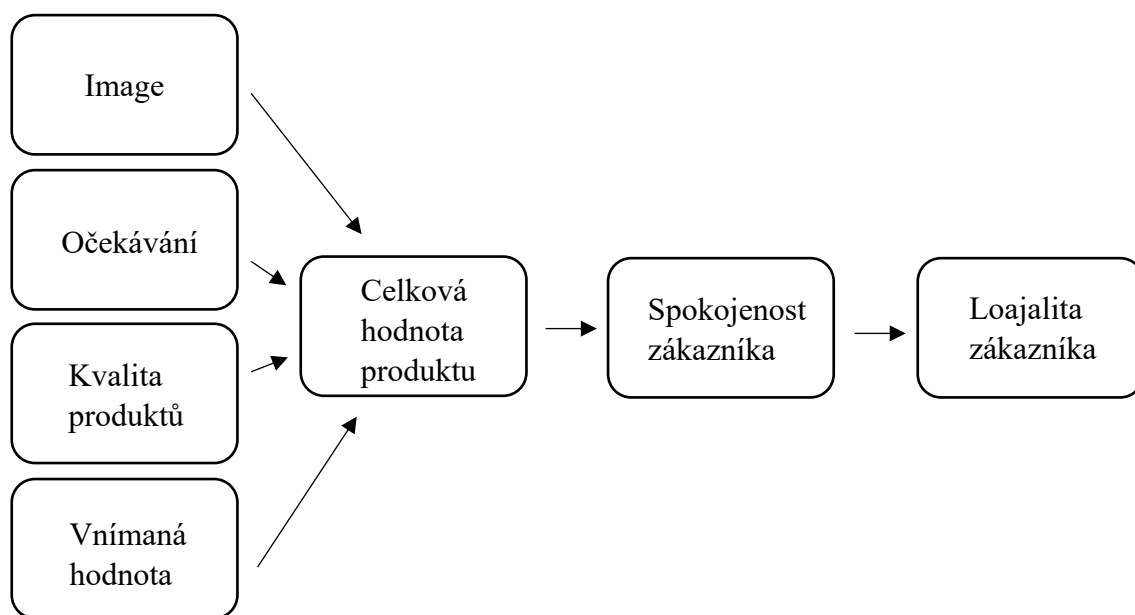 Image
Očekávání
Kvalita
produktů
Vnímaná
hodnota
Celková
hodnota
produktu
Spokojenost
zákazníka
Loajalita
zákazníka